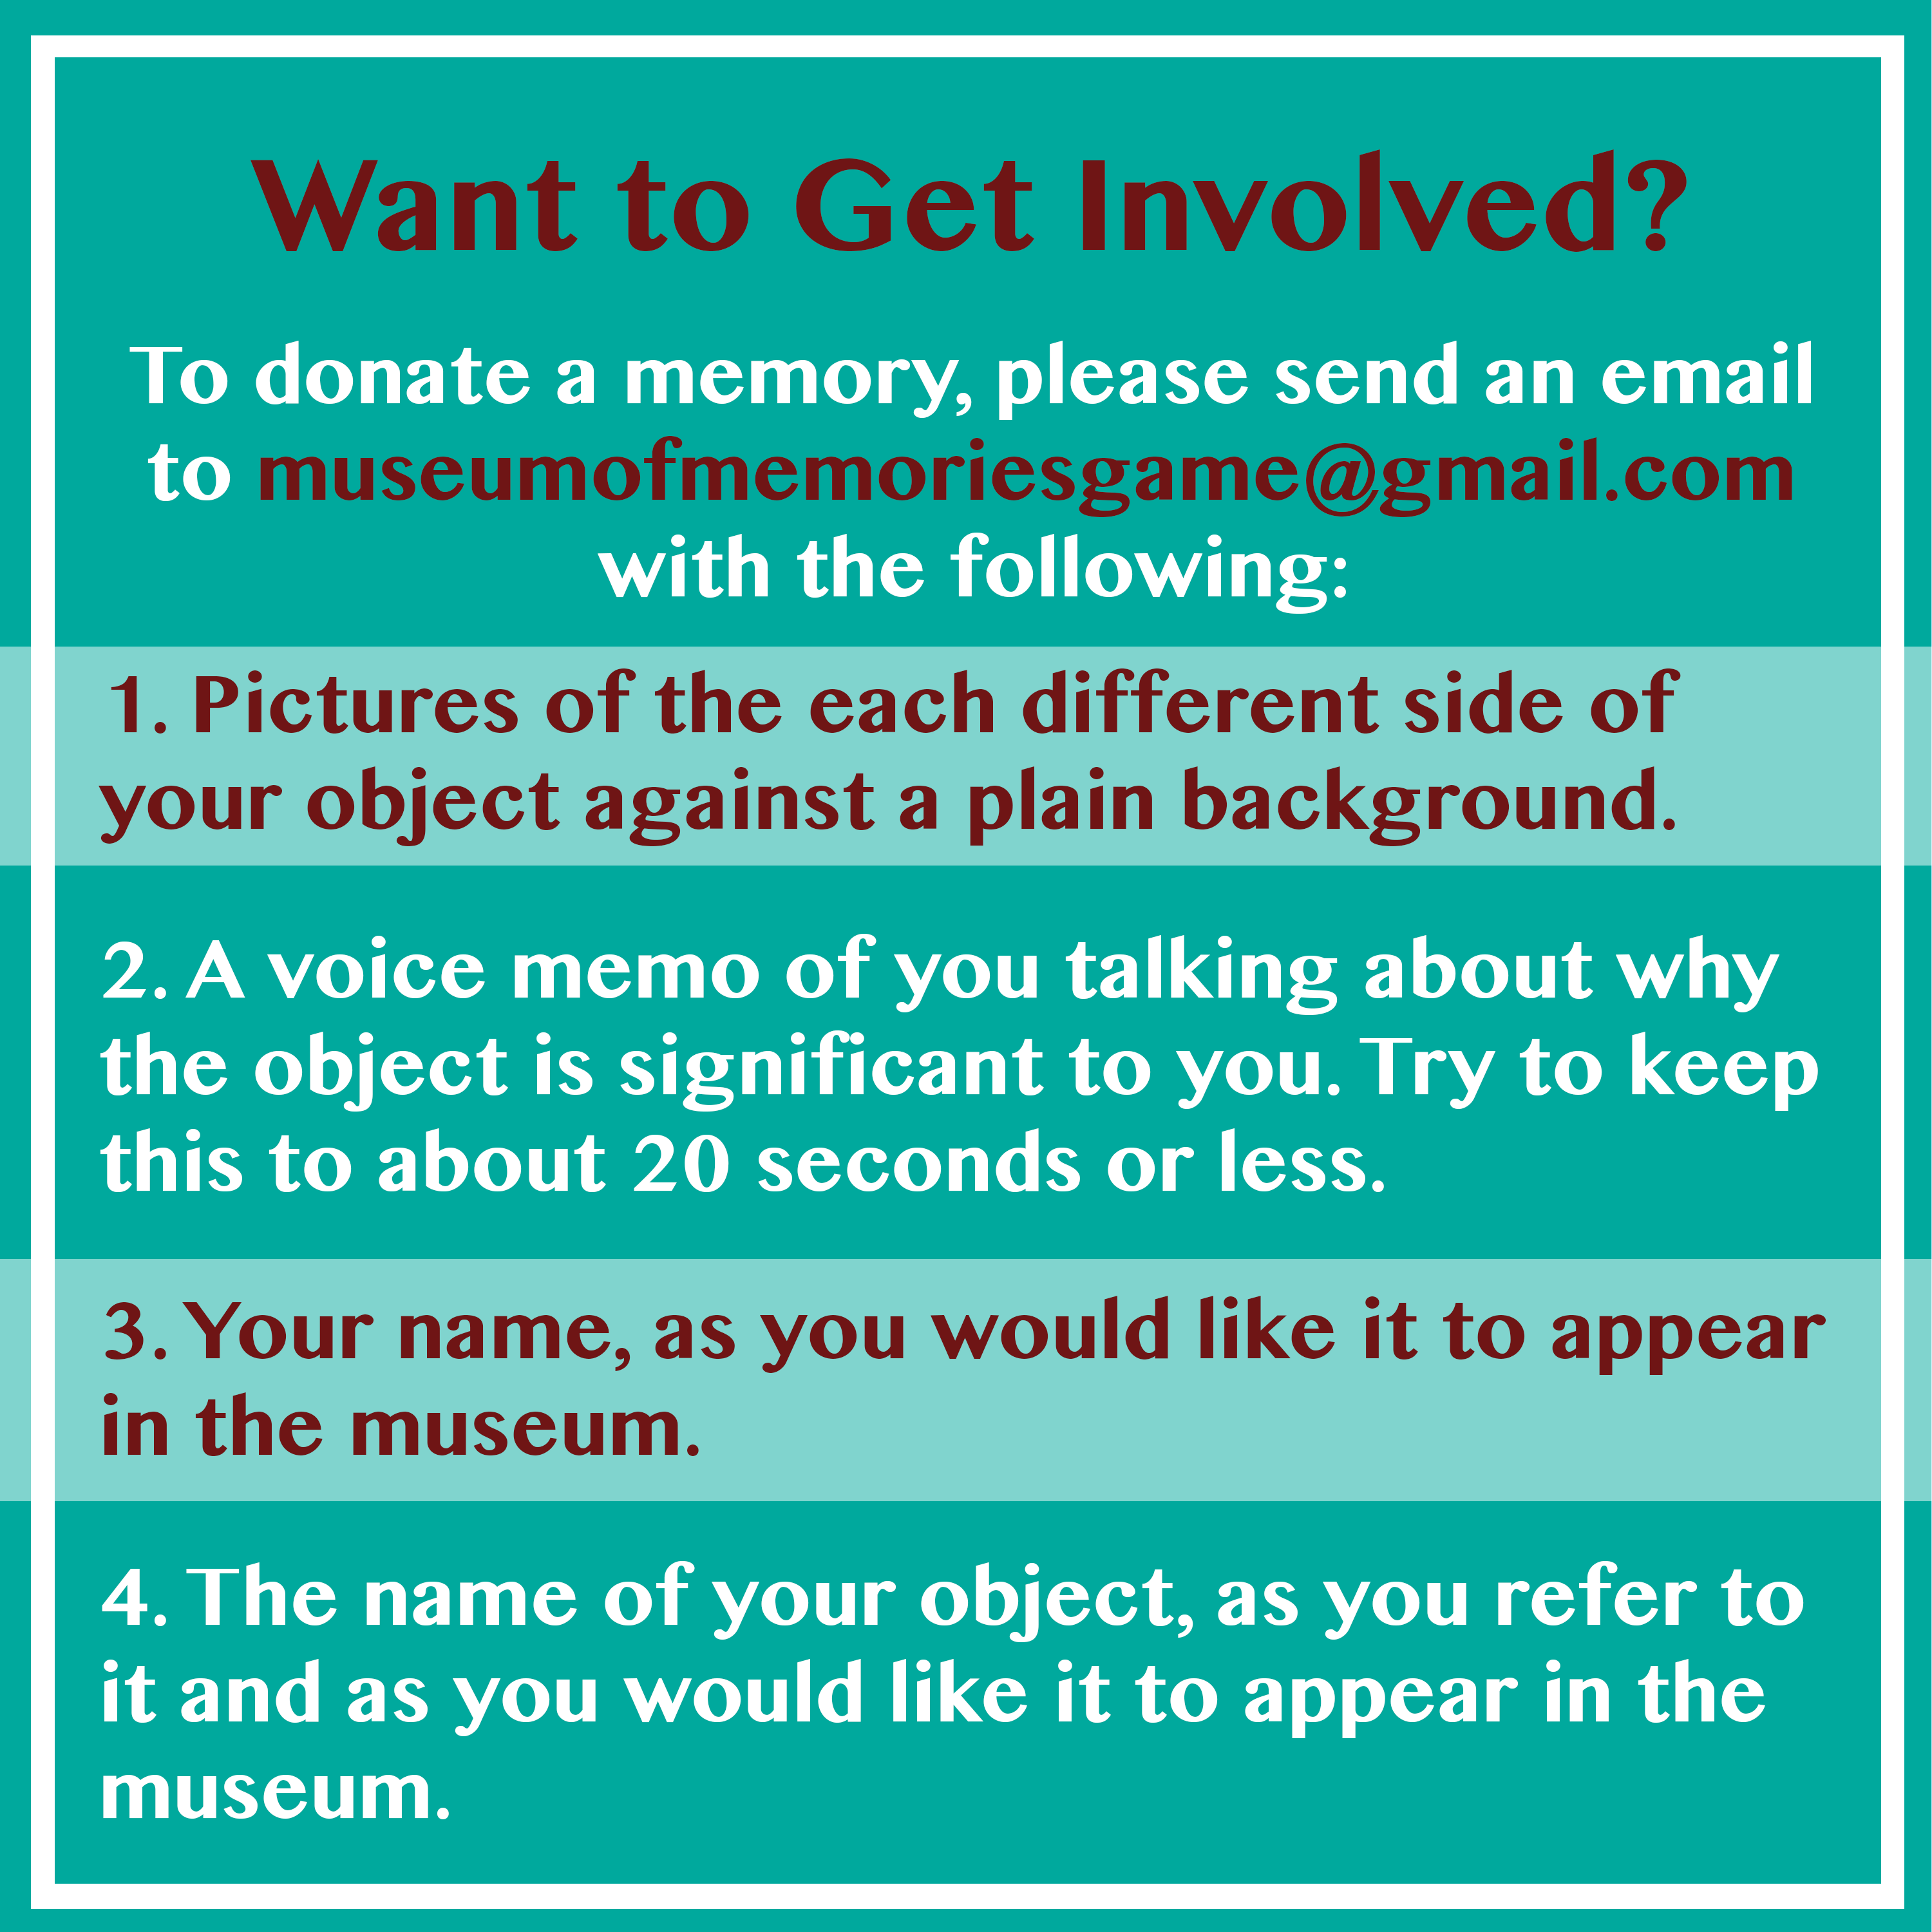 Want to Get Involved?
To donate a memory, please send an email
to museumofmemoriesgame@gmail.com
with the following:
1. Pictures of the each different side of
your object against a plain background.
2. A voice memo of you talking about why
the object is significant to you. Try to keep
this to about 20 seconds or less.
3. Your name, as you would like it to appear
in the museum.
4. The name of your object, as you refer to
it and as you would like it to appear in the
museum.